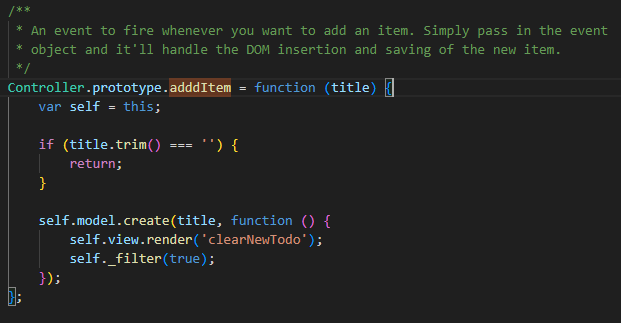 /**
 * An event to fire whenever you want to add an item. Simply pass in the event
 * object and it'll handle the DOM insertion and saving of the new item.
 */
Controller.prototype.adddItem = function (title) {
    var self = this;

    if (title.trim() === '') {
        return;
    }

    self.model.create(title, function () {
        self.view.render('clearNewTodo');
        self._filter(true);
    });
};